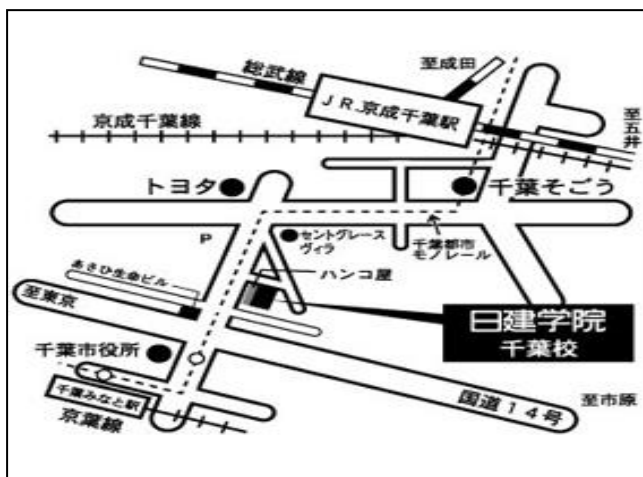 総武線
至成田
JR.京成千葉駅
至五井
京成千葉線
トヨタ
千葉そごう
P
セントグレース
ヴィラ
千葉都市
モノレール
あさひ生命ビル
ハンコ屋
至東京
日建学院
千葉校
千葉市役所
千葉みなと駅
京葉線
国道14号
至市原